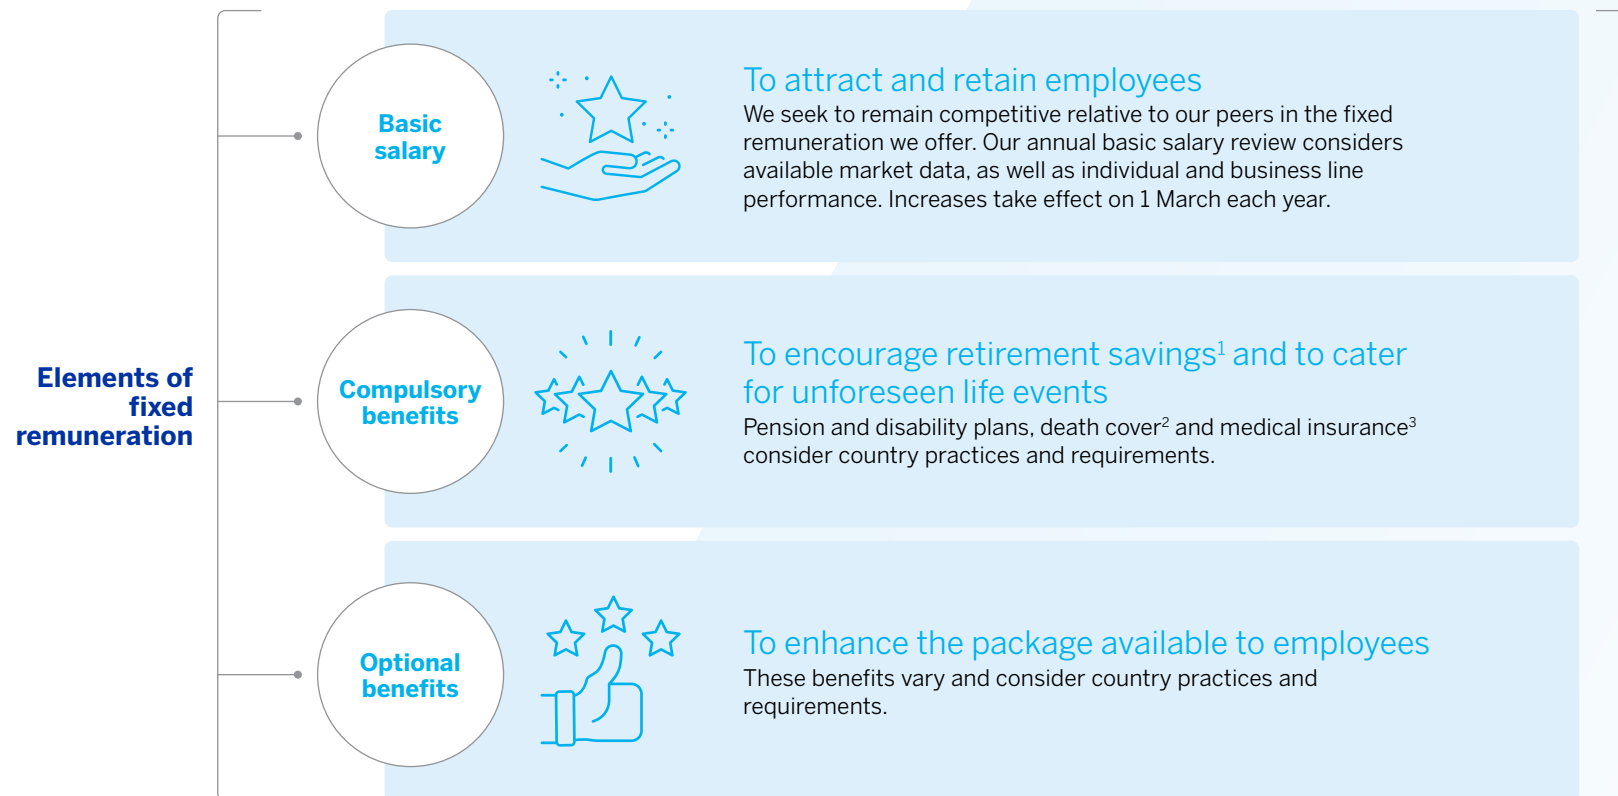 Elements of
fixed
remuneration
Basic
salary
To attract and retain employees
We seek to remain competitive relative to our peers in the fixed
remuneration we offer. Our annual basic salary review considers
available market data, as well as individual and business line
performance. Increases take effect on 1 March each year.
Compulsory
benefits
To encourage retirement savings¹ and to cater
for unforeseen life events
Pension and disability plans, death cover² and medical insurance³
consider country practices and requirements.
Optional
benefits
To enhance the package available to employees
These benefits vary and consider country practices and
requirements.